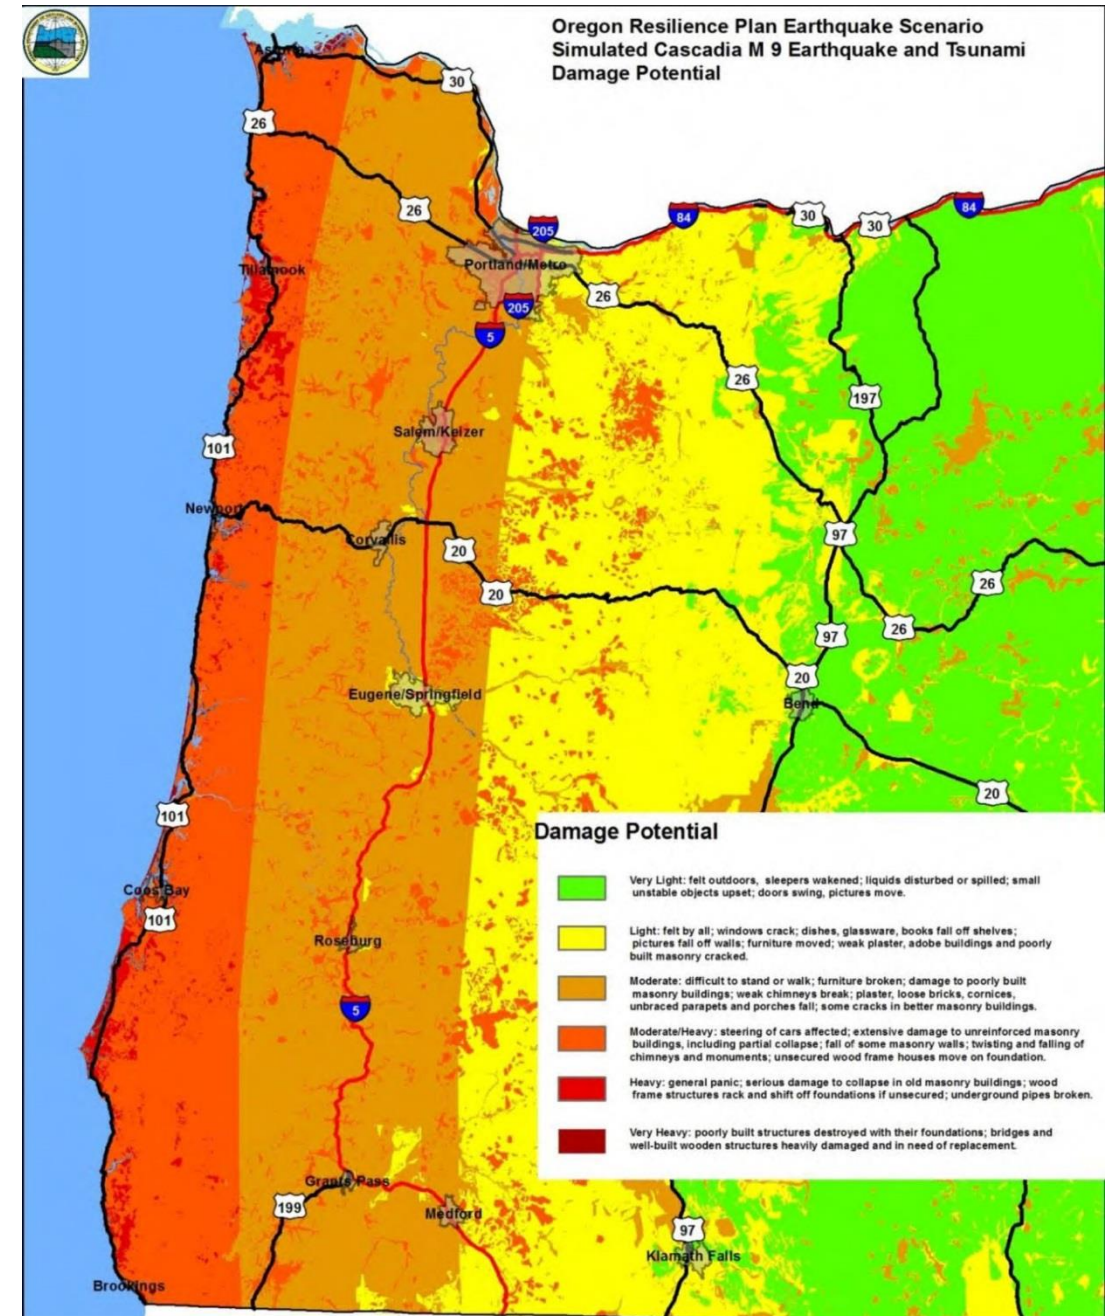 Oregon Resilience Plan Earthquake Scenario
Simulated Cascadia M 9 Earthquake and Tsunami
Damage Potential
Astoria
30
26
26
205
84
30
30
84
Portland/Metro
Tillamook
26
205
5
26
197
Salem/Keizer
101
Newport
Corvallis
20
97
20
26
97
26
20
Eugene/Springfield
Bend
20
101
Damage Potential
Very Light: felt outdoors, sleepers wakened; liquids disturbed or spilled; small
unstable objects upset; doors swing, pictures move.
Coos Bay
101
Light: felt by all; windows crack; dishes, glassware, books fall off shelves;
pictures fall off walls; furniture moved; weak plaster, adobe buildings and poorly
built masonry cracked.
Roseburg
Moderate: difficult to stand or walk; furniture broken; damage to poorly built
masonry buildings; weak chimneys break; plaster, loose bricks, cornices,
unbraced parapets and porches fall; some cracks in better masonry buildings.
5
Moderate/Heavy: steering of cars affected; extensive damage to unreinforced masonry
buildings, including partial collapse; fall of some masonry walls; twisting and falling of
chimneys and monuments; unsecured wood frame houses move on foundation.
Heavy: general panic; serious damage to collapse in old masonry buildings; wood
frame structures rack and shift off foundations if unsecured; underground pipes broken.
Very Heavy: poorly built structures destroyed with their foundations; bridges and
well-built wooden structures heavily damaged and in need of replacement.
Grants Pass
199
Medford
97
Klamath Falls
Brookings